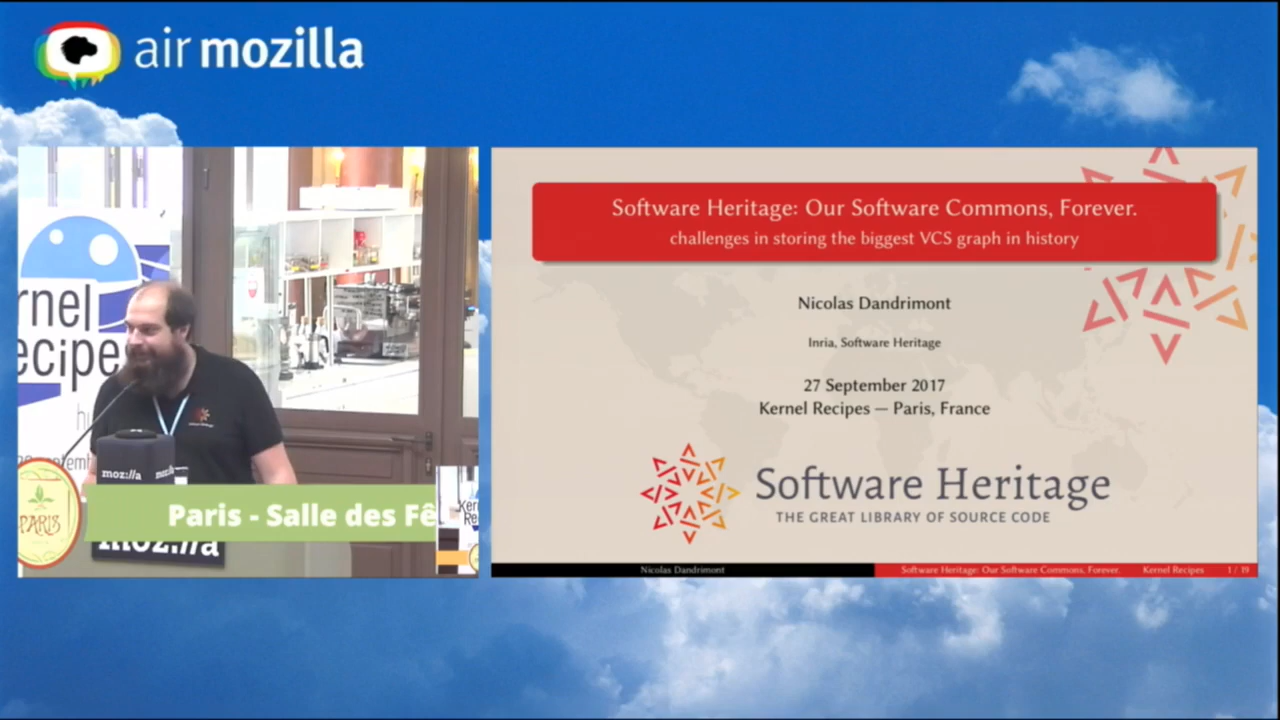 air mozilla
rnel
ecipes
moz://a
PARIS
Paris - Salle des Fê
moz://a
Ker
Re
Software Heritage: Our Software Commons, Forever.
challenges in storing the biggest VCS graph in history
Nicolas Dandrimont
Inria, Software Heritage
27 September 2017
Kernel Recipes — Paris, France
Software Heritage
THE GREAT LIBRARY OF SOURCE CODE
Nicolas Dandrimont
Software Heritage: Our Software Commons, Forever.
Kernel Recipes
1 / 19